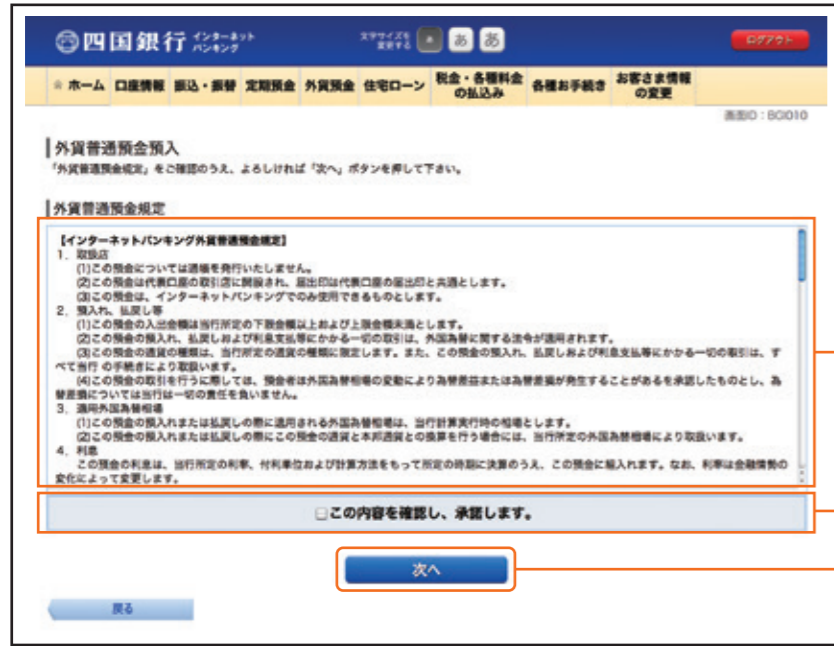 四国銀行 インターネット
バンキング
文字サイズを
変更する
あ あ
ログアウト
ホーム 口座情報 振込・振替 定期預金 外貨預金 住宅ローン 税金・各種料金
の払込み 各種お手続き お客さま情報
の変更
画面ID：BGI010
外貨普通預金預入
「外貨普通預金規定」をご確認のうえ、よろしければ「次へ」ボタンを押して下さい。
外貨普通預金規定
【インターネットバンキング外貨普通預金規定】
1．取扱店
(1)この預金については通帳を発行いたしません。
(2)この預金は代表口座の取引店に開設され、届出印は代表口座の届出印と共通とします。
(3)この預金は、インターネットバンキングでのみ使用できるものとします。
2．預入れ、払戻し等
(1)この預金の入出金額は当行所定の下限金額以上および上限金額未満とします。
(2)この預金の預入れ、払戻しおよび利息支払等にかかる一切の取引は、外国為替に関する法令が適用されます。
(3)この預金の通貨の種類は、当行所定の通貨の種類に限定します。また、この預金の預入れ、払戻しおよび利息支払等にかかる一切の取引は、す
べて当行 の手続きにより取扱います。
(4)この預金の取引を行うに際しては、預金者は外国為替相場の変動により為替差益または為替差損が発生することがあるを承諾したものとし、為
替差損については当行は一切の責任を負いません。
3．適用外国為替相場
(1)この預金の預入れまたは払戻しの際に適用される外国為替相場は、当行計算実行時の相場とします。
(2)この預金の預入れまたは払戻しの際にこの預金の通貨と本邦通貨との換算を行う場合には、当行所定の外国為替相場により取扱います。
4．利息
この預金の利息は、当行所定の利率、付利単位および計算方法をもって所定の時期に決算のうえ、この預金に組入れます。なお、利率は金融情勢の
変化によって変更します。
この内容を確認し、承諾します。
次へ
戻る